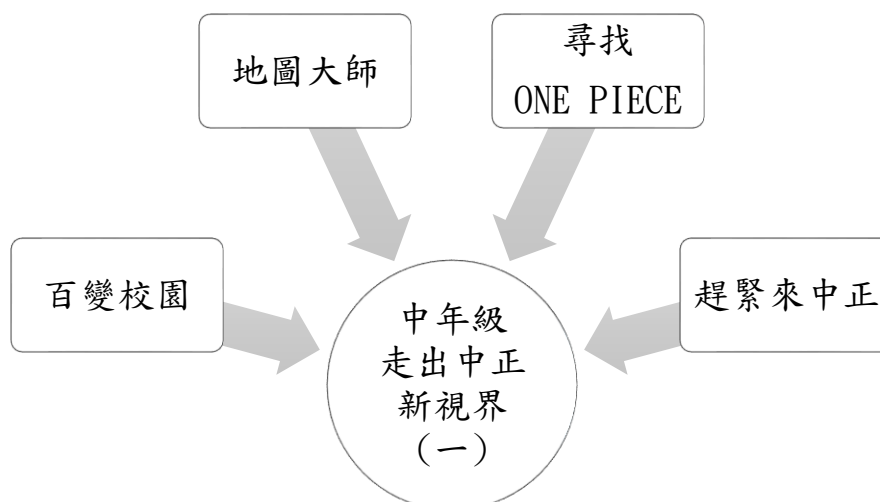 地圖大師
尋找
ONE PIECE
百變校園
趕緊來中正
中年級
走出中正
新視界
(一)